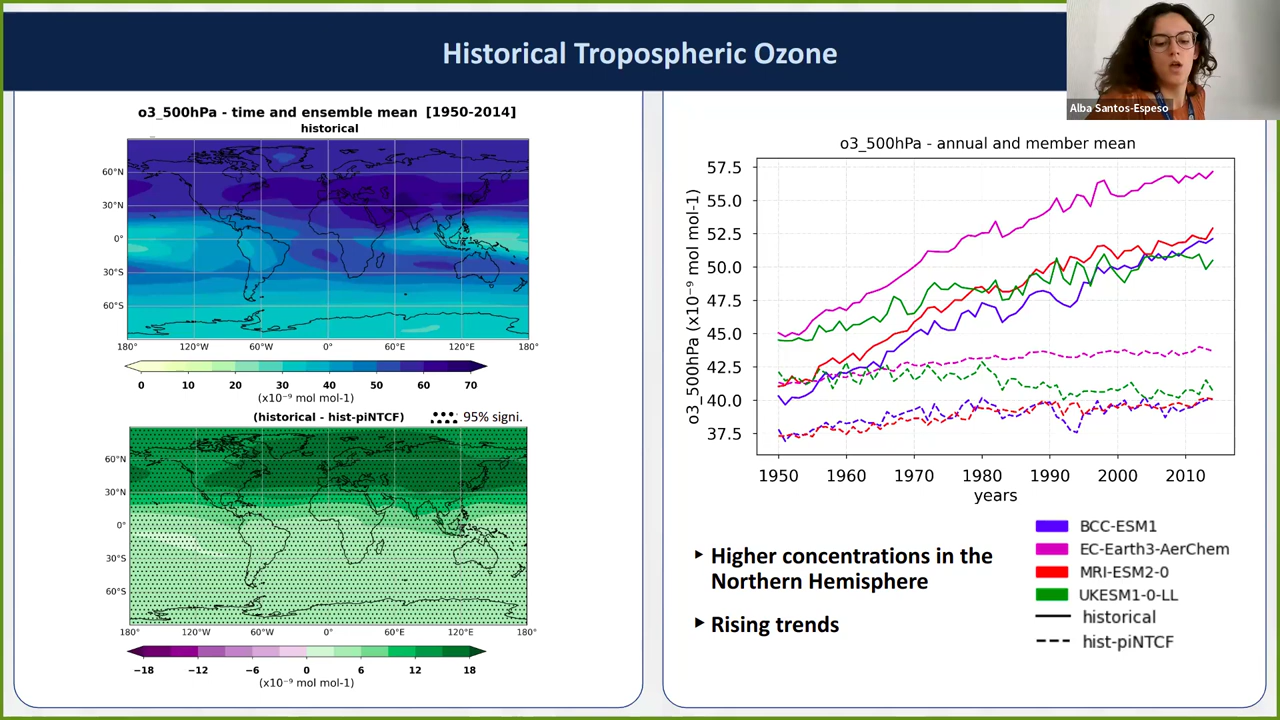 Historical Tropospheric Ozone
Alba Santos-Espeso
o3_500hPa - time and ensemble mean [1950-2014]
historical
60°N
30°N
0°
30°S
60°S
180° 120°W 60°W 0° 60°E 120°E 180°
0 10 20 30 40 50 60 70
(x10⁻⁹ mol mol-1)
(historical - hist-piNTCF) 95% signi.
60°N
30°N
0°
30°S
60°S
180° 120°W 60°W 0° 60°E 120°E 180°
−18 −12 −6 0 6 12 18
(x10⁻⁹ mol mol-1)
o3_500hPa - annual and member mean
o3_500hPa (x10⁻⁹ mol mol-1)
57.5
55.0
52.5
50.0
47.5
45.0
42.5
40.0
37.5
1950 1960 1970 1980 1990 2000 2010
years
BCC-ESM1
EC-Earth3-AerChem
MRI-ESM2-0
UKESM1-0-LL
historical
hist-piNTCF
‣ Higher concentrations in the
Northern Hemisphere
‣ Rising trends